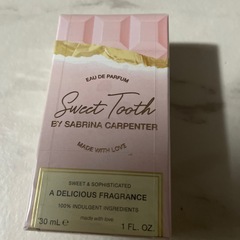 EAU DE PARFUM
Sweet Tooth
BY SABRINA CARPENTER
MADE WITH LOVE
SWEET & SOPHISTICATED
A DELICIOUS FRAGRANCE
100% INDULGENT INGREDIENTS
made with love
30 mL℮ 1 FL. OZ.